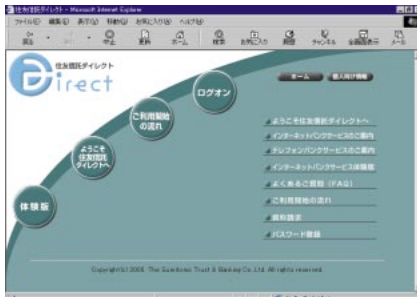 住友信託ダイレクト - Microsoft Internet Explorer
ファイル(F) 編集(E) 表示(V) 移動(G) お気に入り(A) ヘルプ(H)
戻る 中止 更新 ホーム 検索 お気に入り 履歴 チャンネル 全画面表示 メール
住友信託ダイレクト
Direct
ホーム 個人向け情報
ログオン
ご利用開始
の流れ
ようこそ
住友信託
ダイレクトへ
体験版
ようこそ住友信託ダイレクトへ
インターネットバンクサービスのご案内
テレフォンバンクサービスのご案内
インターネットバンクサービス体験版
よくあるご質問(FAQ)
ご利用開始の流れ
資料請求
パスワード登録
Copyright(C) 2000 The Sumitomo Trust & Banking Co.,Ltd. All rights reserved.